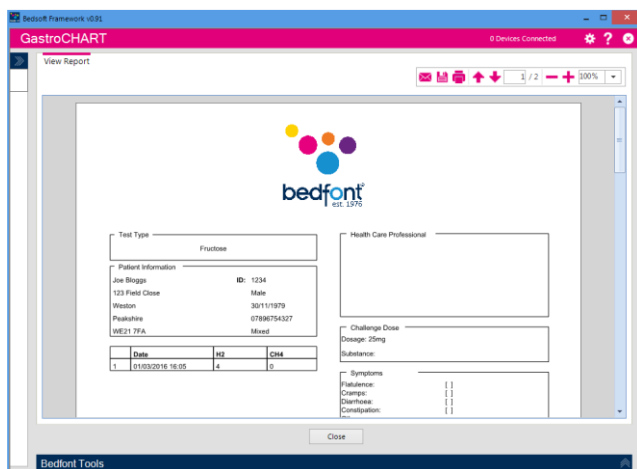 Bedsoft Framework v0.91
GastroCHART
0 Devices Connected
View Report
1 / 2
100%
bedfont
est. 1976
Test Type
Fructose
Patient Information
Joe Bloggs ID: 1234
123 Field Close Male
Weston 30/11/1979
Peakshire 07896754327
WE21 7FA Mixed
Date H2 CH4
1 01/03/2016 16:05 4 0
Health Care Professional
Challenge Dose
Dosage: 25mg
Substance:
Symptoms
Flatulence: [ ]
Cramps: [ ]
Diarrhoea: [ ]
Constipation: [ ]
Close
Bedfont Tools